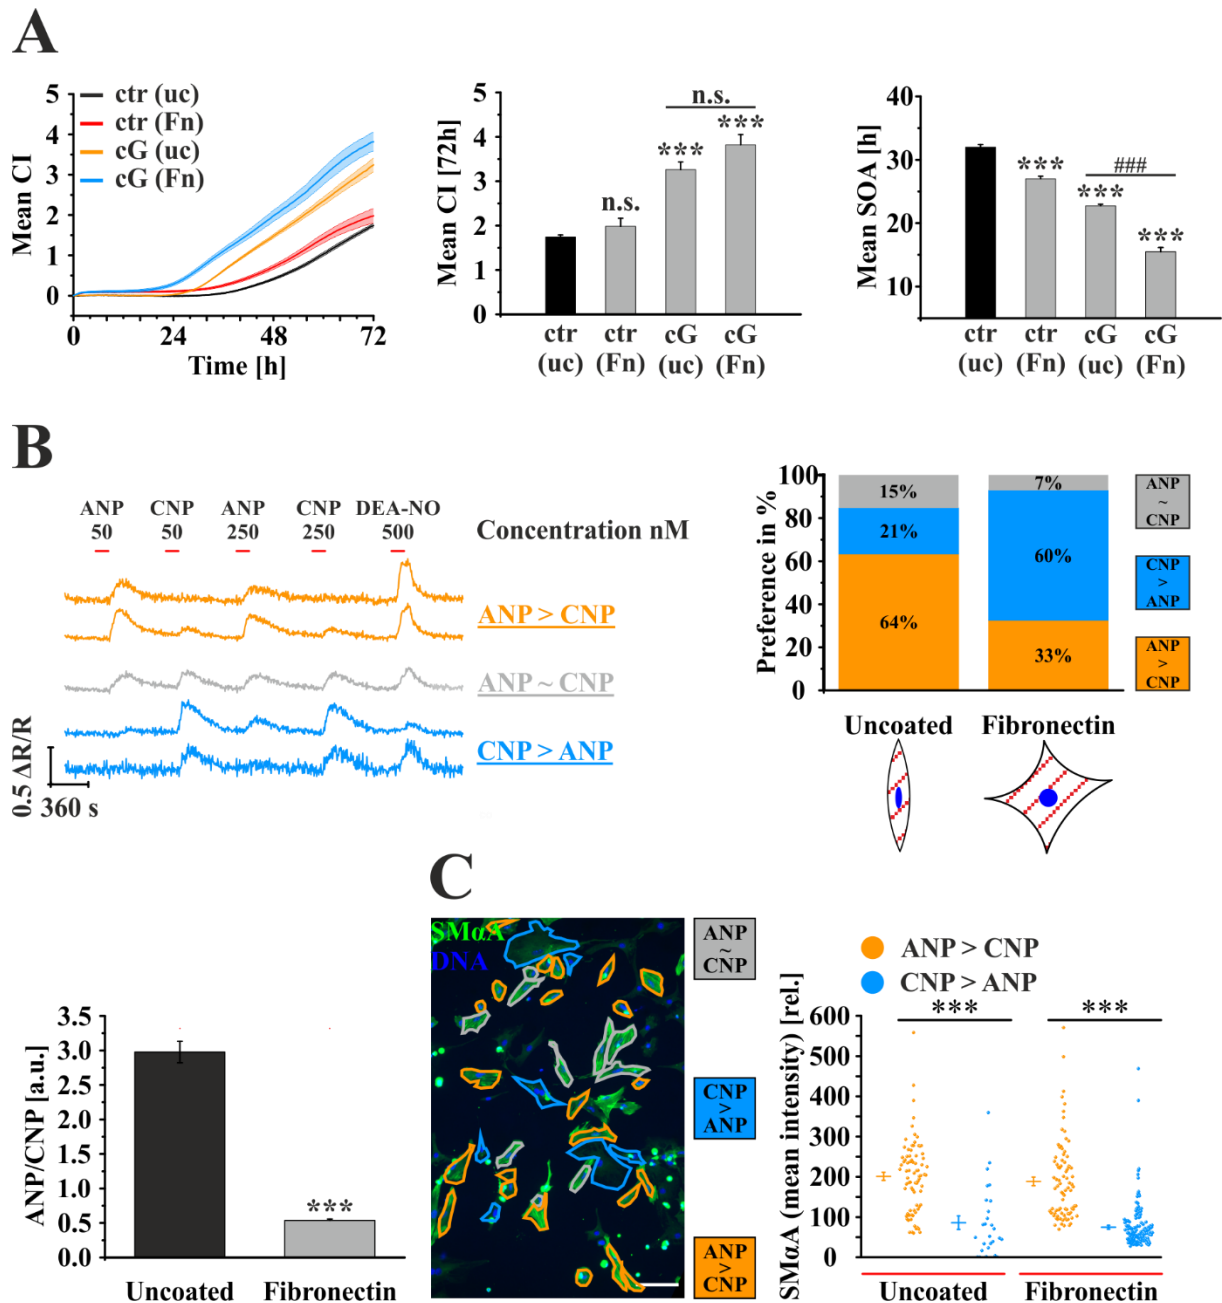 A
Mean CI
5
4
3
2
1
0
ctr (uc)
ctr (Fn)
cG (uc)
cG (Fn)
0 24 48 72
Time [h]
Mean CI [72h]
5
4
3
2
1
0
n.s.
***
***
n.s.
ctr (uc)
ctr (Fn)
cG (uc)
cG (Fn)
Mean SOA [h]
40
30
20
10
***
###
***
***
ctr (uc)
ctr (Fn)
cG (uc)
cG (Fn)
B
ANP CNP ANP CNP DEA-NO
50 50 250 250 500
Concentration nM
ANP > CNP
ANP ~ CNP
CNP > ANP
0.5 ΔR/R
360 s
Preference in %
100
80
60
40
20
0
15%
21%
64%
7%
60%
33%
Uncoated Fibronectin
ANP
~
CNP
CNP
>
ANP
ANP
>
CNP
ANP/CNP [a.u.]
3.5
3.0
2.5
2.0
1.5
1.0
0.5
0.0
***
Uncoated Fibronectin
C
SMαA
DNA
ANP
~
CNP
CNP
>
ANP
ANP
>
CNP
ANP > CNP
CNP > ANP
SMαA (mean intensity) [rel.]
600
500
400
300
200
100
0
*** ***
Uncoated Fibronectin